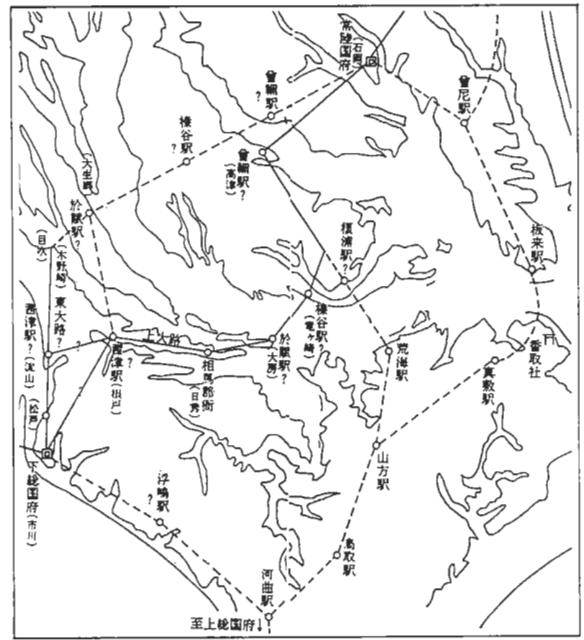 常陸国府
(石岡)
曾尼駅
曾禰駅
?
榛谷駅
?
(大生郷)
曾禰駅?
(高津)
於賦駅?
板来駅
榎浦駅?
(目吹)
(木野崎)
東大路
茜津駅?
(流山)
榛谷駅?
(竜ヶ崎)
?
上大路
於賦駅?
(大房)
荒海駅
香取社
茜津駅
(根戸)
相馬郡衙
(日秀)
真敷駅
?
(松戸)
下総国府(市川)
山方駅
浮嶋駅
?
鳥取駅
河曲駅
至上総国府↓